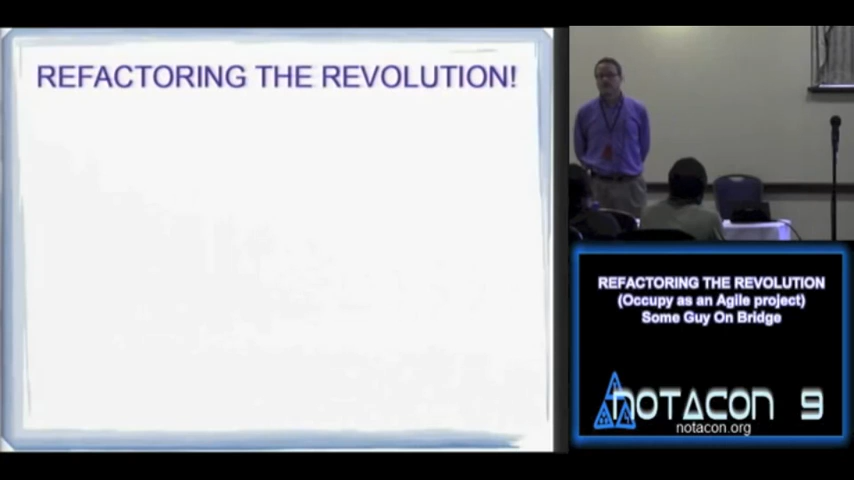 REFACTORING THE REVOLUTION!
REFACTORING THE REVOLUTION
(Occupy as an Agile project)
Some Guy On Bridge
NOTACON 9
notacon.org